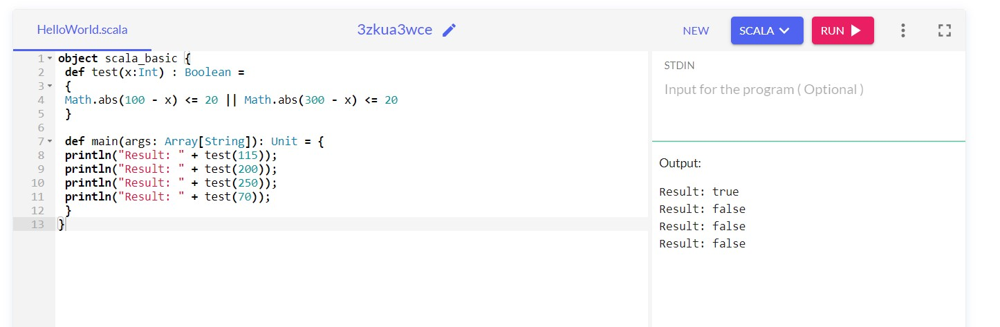 HelloWorld.scala
3zkua3wce
NEW
SCALA
RUN
1 object scala_basic {
2 def test(x:Int) : Boolean =
3 {
4 Math.abs(100 - x) <= 20 || Math.abs(300 - x) <= 20
5 }
6
7 def main(args: Array[String]): Unit = {
8 println("Result: " + test(115));
9 println("Result: " + test(200));
10 println("Result: " + test(250));
11 println("Result: " + test(70));
12 }
13 }
STDIN
Input for the program ( Optional )
Output:
Result: true
Result: false
Result: false
Result: false